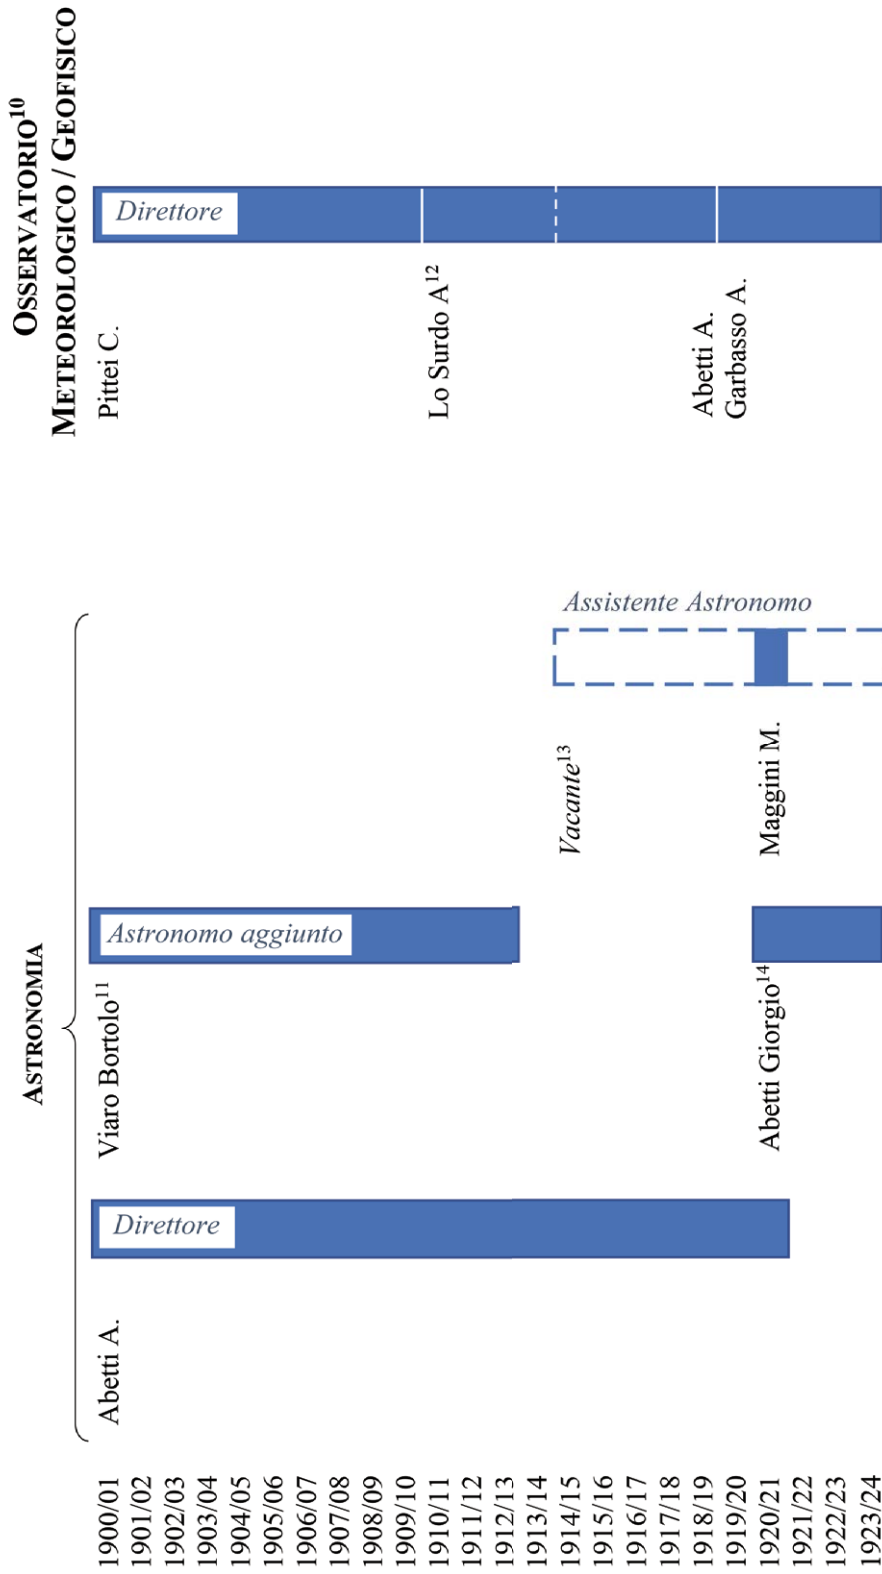 ASTRONOMIA
OSSERVATORIO¹⁰
METEOROLOGICO / GEOFISICO
Abetti A.
Direttore
Viaro Bortolo¹¹
Astronomo aggiunto
Abetti Giorgio¹⁴
Vacante¹³
Maggini M.
Assistente Astronomo
Pittei C.
Lo Surdo A¹²
Abetti A.
Garbasso A.
Direttore
1900/01
1901/02
1902/03
1903/04
1904/05
1905/06
1906/07
1907/08
1908/09
1909/10
1910/11
1911/12
1912/13
1913/14
1914/15
1915/16
1916/17
1917/18
1918/19
1919/20
1920/21
1921/22
1922/23
1923/24